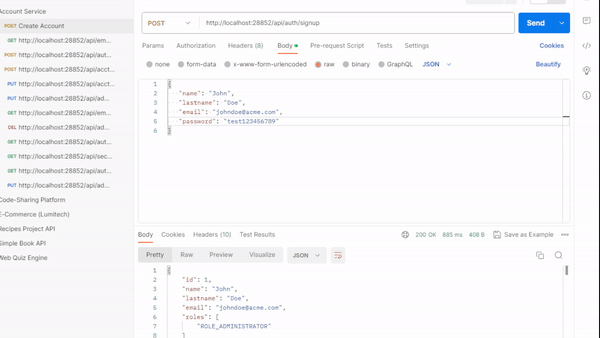 Account Service
POST Create Account
GET http://localhost:28852/api/em...
POST http://localhost:28852/api/aut...
POST http://localhost:28852/api/acct...
PUT http://localhost:28852/api/acct...
PUT http://localhost:28852/api/ad...
GET http://localhost:28852/api/em...
DEL http://localhost:28852/api/ad...
GET http://localhost:28852/api/aut...
GET http://localhost:28852/api/sec...
GET http://localhost:28852/api/aut...
PUT http://localhost:28852/api/ad...
Code-Sharing Platform
E-Commerce (Lumitech)
Recipes Project API
Simple Book API
Web Quiz Engine
POST http://localhost:28852/api/auth/signup Send
Params Authorization Headers (8) Body Pre-request Script Tests Settings Cookies
none form-data x-www-form-urlencoded raw binary GraphQL JSON Beautify
1 {
2 "name": "John",
3 "lastname": "Doe",
4 "email": "johndoe@acme.com",
5 "password": "test123456789"
6 }
Body Cookies Headers (10) Test Results 200 OK 885 ms 408 B Save as Example
Pretty Raw Preview Visualize JSON
1 {
2 "id": 1,
3 "name": "John",
4 "lastname": "Doe",
5 "email": "johndoe@acme.com",
6 "roles": [
7 "ROLE_ADMINISTRATOR"
8 ]